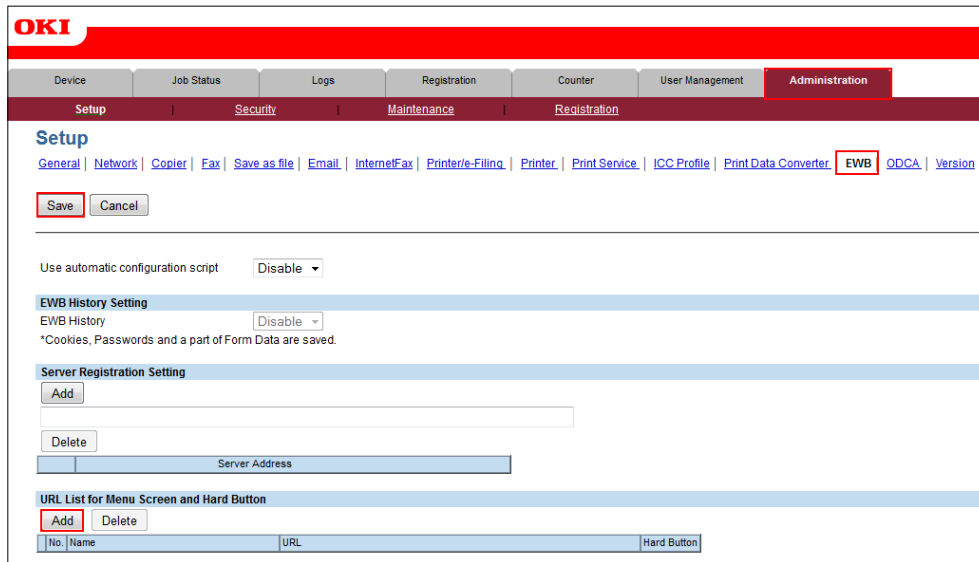 OKI
Device Job Status Logs Registration Counter User Management Administration
Setup | Security | Maintenance | Registration
Setup
General | Network | Copier | Fax | Save as file | Email | InternetFax | Printer/e-Filing | Printer | Print Service | ICC Profile | Print Data Converter EWB | ODCA | Version
Save Cancel
Use automatic configuration script Disable
EWB History Setting
EWB History Disable
*Cookies, Passwords and a part of Form Data are saved.
Server Registration Setting
Add
Delete
Server Address
URL List for Menu Screen and Hard Button
Add Delete
No. Name URL Hard Button